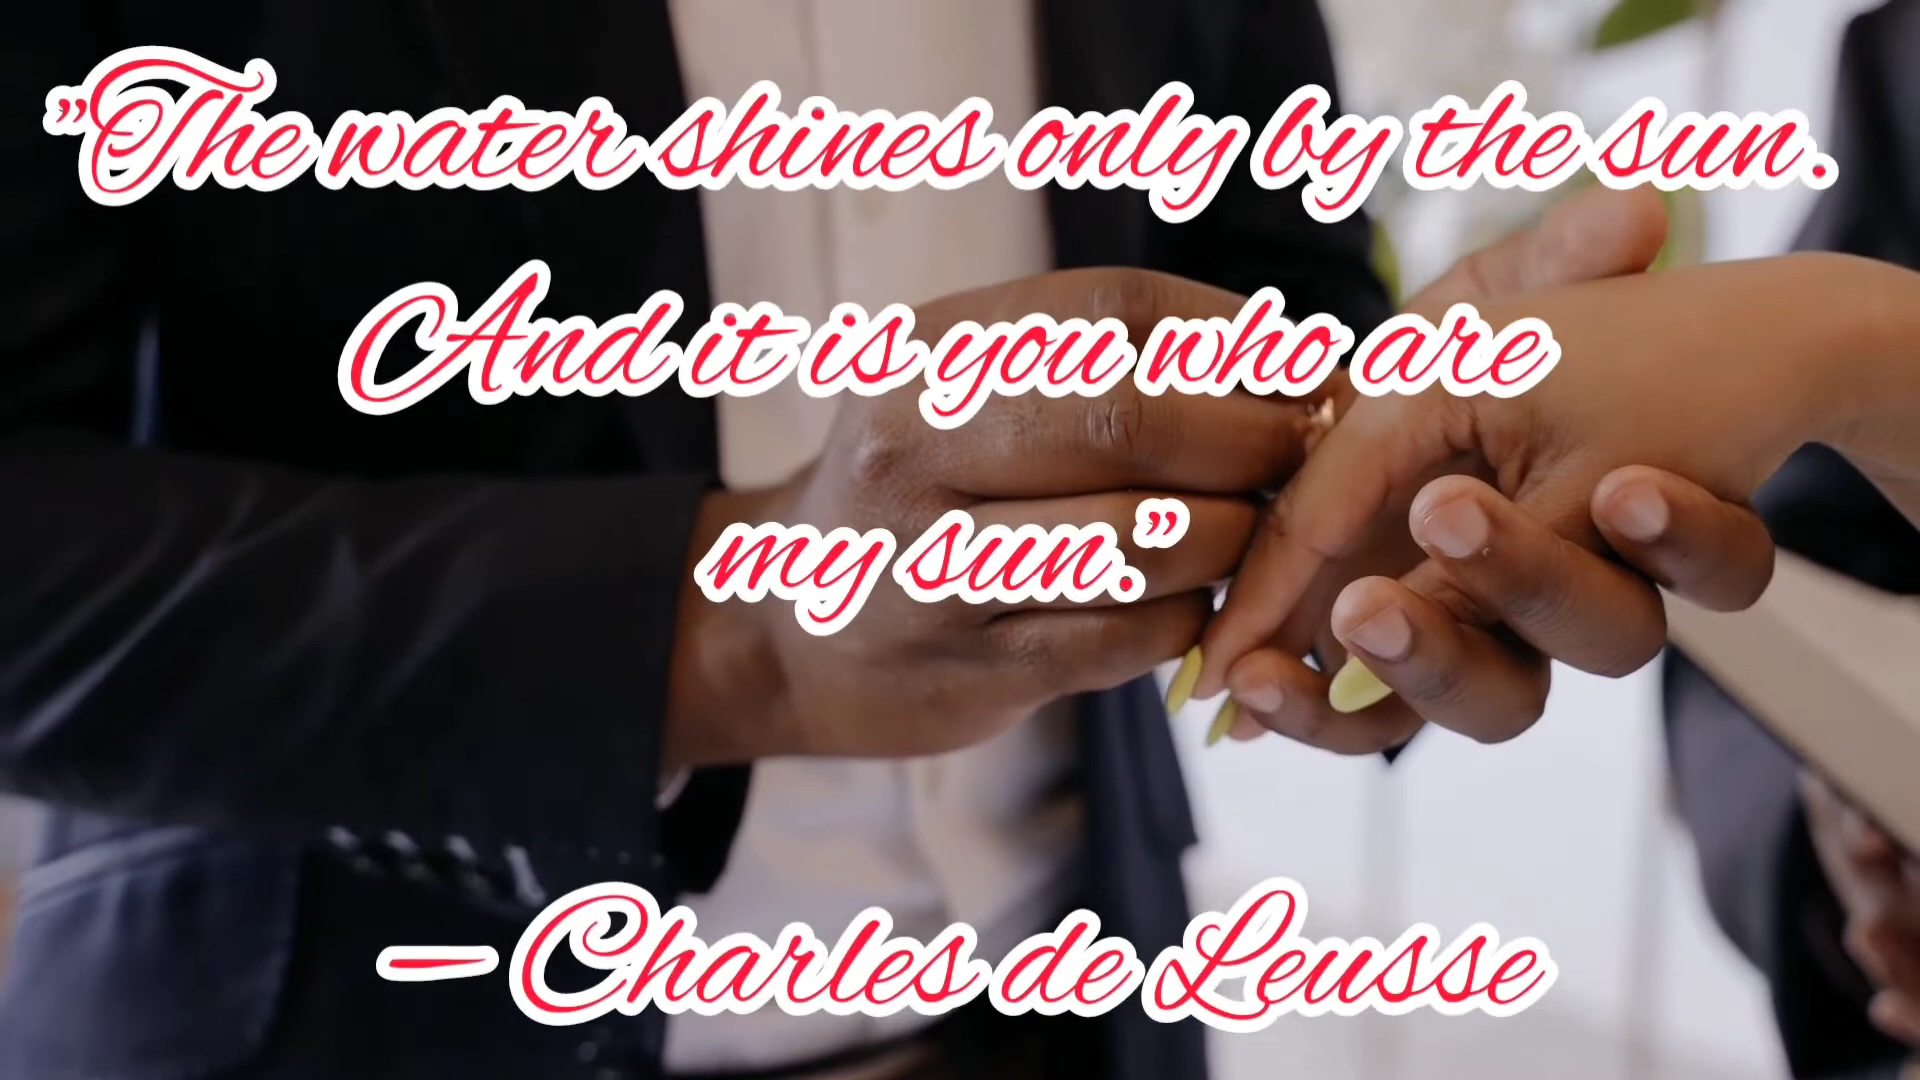 ”The water shines only by the sun.
And it is you who are
my sun.”
— Charles de Leusse